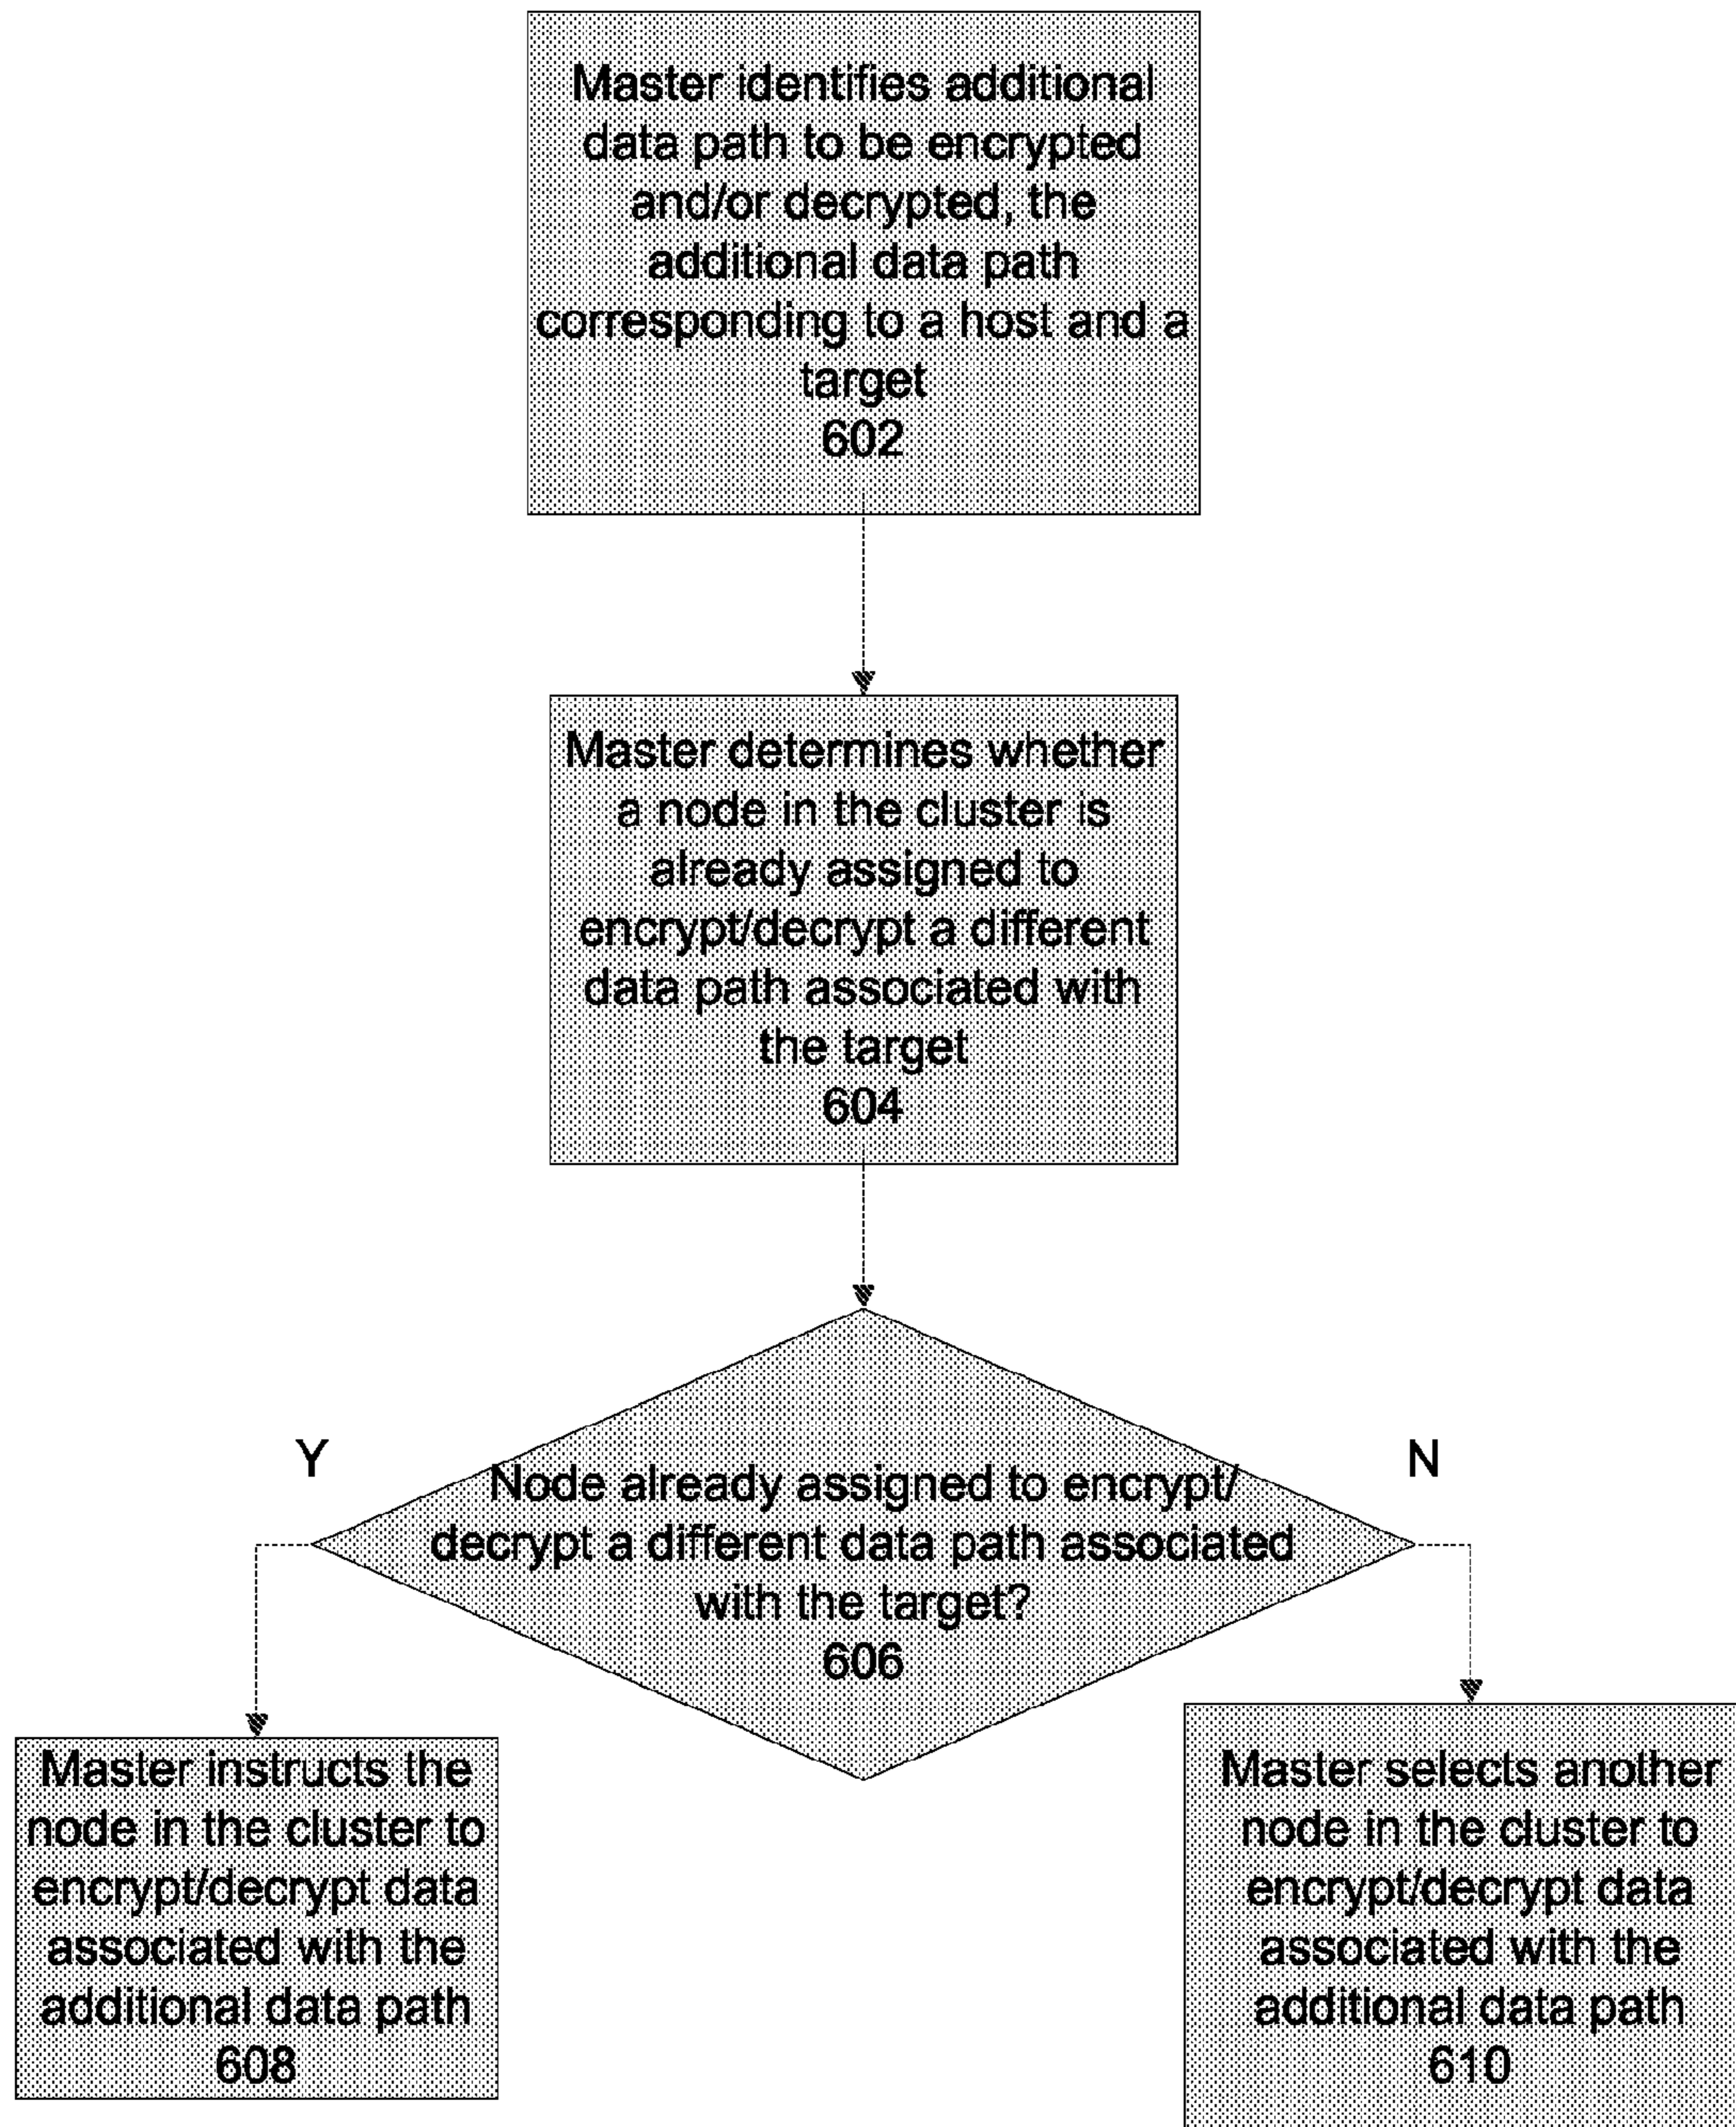 Master identifies additional
data path to be encrypted
and/or decrypted, the
additional data path
corresponding to a host and a
target
602
Master determines whether
a node in the cluster is
already assigned to
encrypt/decrypt a different
data path associated with
the target
604
Y
N
Node already assigned to encrypt/
decrypt a different data path associated
with the target?
606
Master instructs the
node in the cluster to
encrypt/decrypt data
associated with the
additional data path
608
Master selects another
node in the cluster to
encrypt/decrypt data
associated with the
additional data path
610